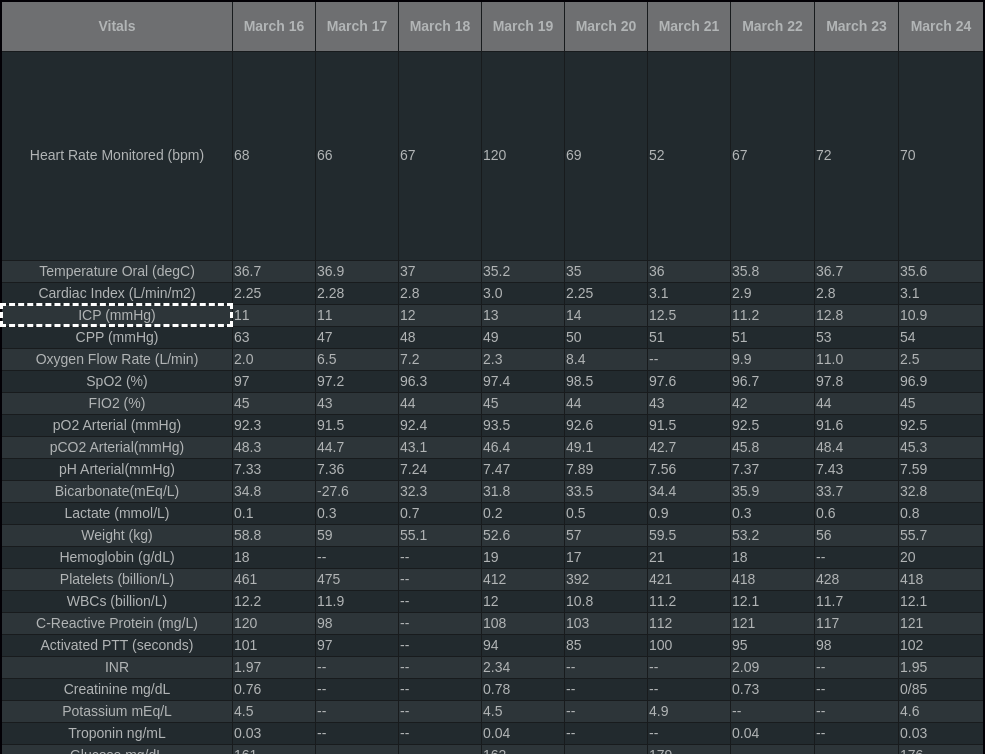 Vitals March 16 March 17 March 18 March 19 March 20 March 21 March 22 March 23 March 24
Heart Rate Monitored (bpm) 68 66 67 120 69 52 67 72 70
Temperature Oral (degC) 36.7 36.9 37 35.2 35 36 35.8 36.7 35.6
Cardiac Index (L/min/m2) 2.25 2.28 2.8 3.0 2.25 3.1 2.9 2.8 3.1
ICP (mmHg) 11 11 12 13 14 12.5 11.2 12.8 10.9
CPP (mmHg) 63 47 48 49 50 51 51 53 54
Oxygen Flow Rate (L/min) 2.0 6.5 7.2 2.3 8.4 -- 9.9 11.0 2.5
SpO2 (%) 97 97.2 96.3 97.4 98.5 97.6 96.7 97.8 96.9
FIO2 (%) 45 43 44 45 44 43 42 44 45
pO2 Arterial (mmHg) 92.3 91.5 92.4 93.5 92.6 91.5 92.5 91.6 92.5
pCO2 Arterial(mmHg) 48.3 44.7 43.1 46.4 49.1 42.7 45.8 48.4 45.3
pH Arterial(mmHg) 7.33 7.36 7.24 7.47 7.89 7.56 7.37 7.43 7.59
Bicarbonate(mEq/L) 34.8 -27.6 32.3 31.8 33.5 34.4 35.9 33.7 32.8
Lactate (mmol/L) 0.1 0.3 0.7 0.2 0.5 0.9 0.3 0.6 0.8
Weight (kg) 58.8 59 55.1 52.6 57 59.5 53.2 56 55.7
Hemoglobin (g/dL) 18 -- -- 19 17 21 18 -- 20
Platelets (billion/L) 461 475 -- 412 392 421 418 428 418
WBCs (billion/L) 12.2 11.9 -- 12 10.8 11.2 12.1 11.7 12.1
C-Reactive Protein (mg/L) 120 98 -- 108 103 112 121 117 121
Activated PTT (seconds) 101 97 -- 94 85 100 95 98 102
INR 1.97 -- -- 2.34 -- -- 2.09 -- 1.95
Creatinine mg/dL 0.76 -- -- 0.78 -- -- 0.73 -- 0/85
Potassium mEq/L 4.5 -- -- 4.5 -- 4.9 -- -- 4.6
Troponin ng/mL 0.03 -- -- 0.04 -- -- 0.04 -- 0.03
Glucose mg/dL 161 162 179 176